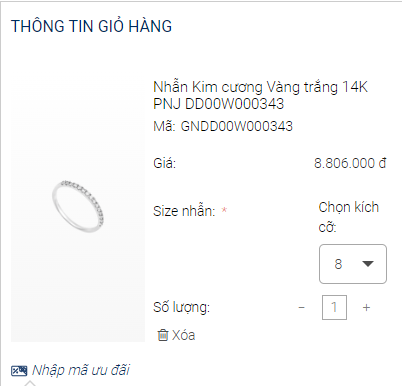 THÔNG TIN GIỎ HÀNG
Nhẫn Kim cương Vàng trắng 14K
PNJ DD00W000343
Mã: GNDD00W000343
Giá: 8.806.000 đ
Size nhẫn: * Chọn kích
cỡ:
8
Số lượng: − 1 +
Xóa
Nhập mã ưu đãi